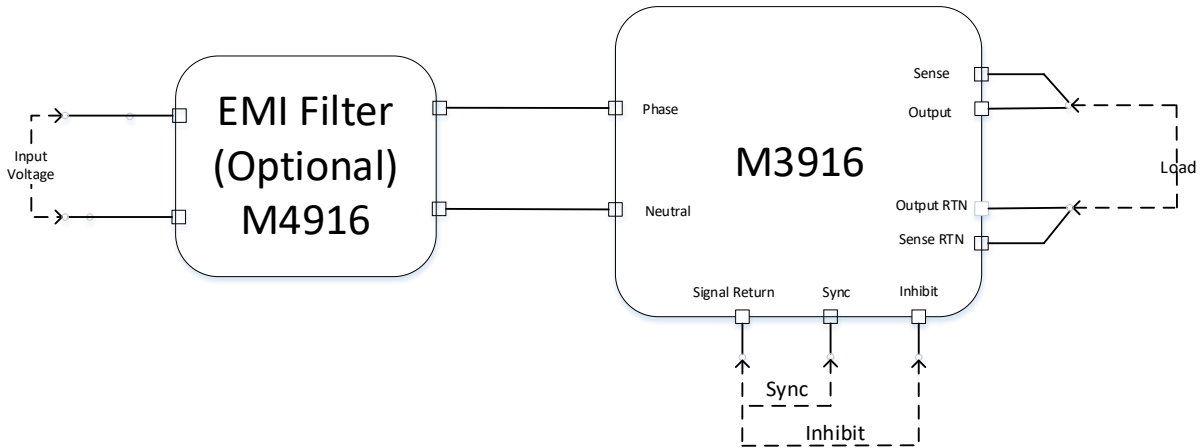 Input
Voltage
EMI Filter
(Optional)
M4916
Phase
Neutral
M3916
Sense
Output
Output RTN
Sense RTN
Load
Signal Return
Sync
Inhibit
Sync
Inhibit